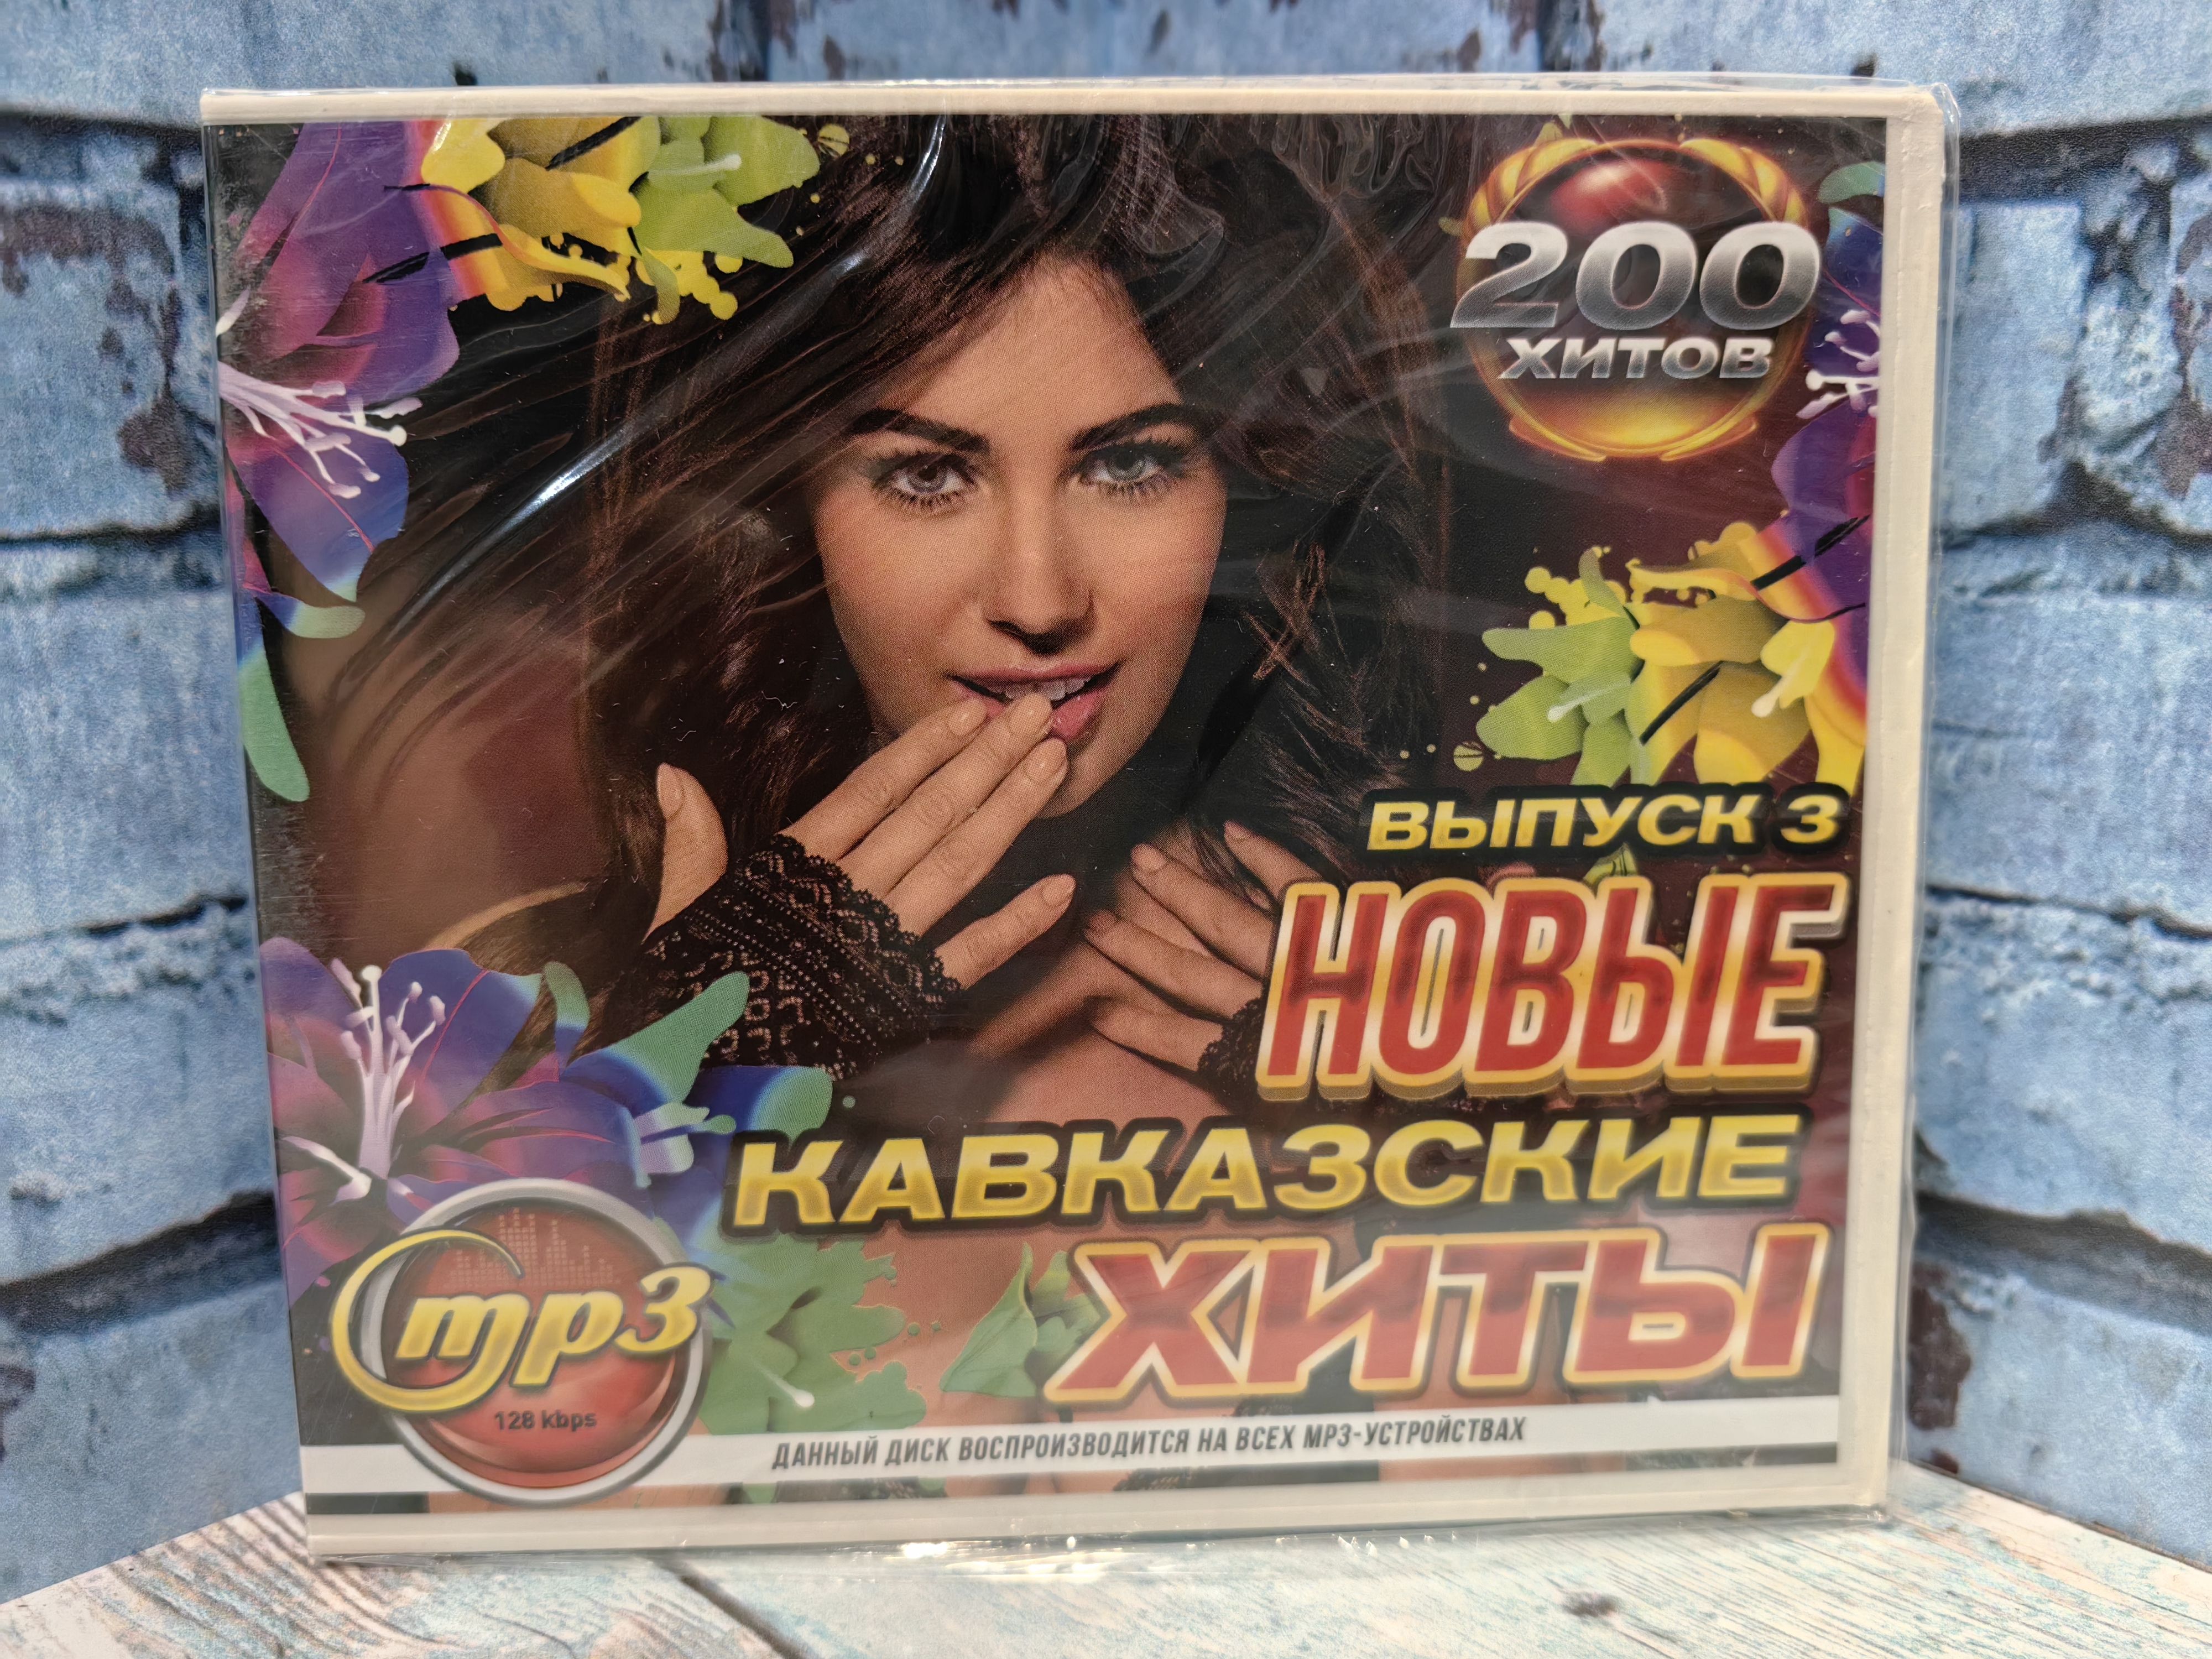 200
ХИТОВ
ВЫПУСК 3
НОВЫЕ
КАВКАЗСКИЕ
ХИТЫ
mp3
128 kbps
ДАННЫЙ ДИСК ВОСПРОИЗВОДИТСЯ НА ВСЕХ MP3-УСТРОЙСТВАХ